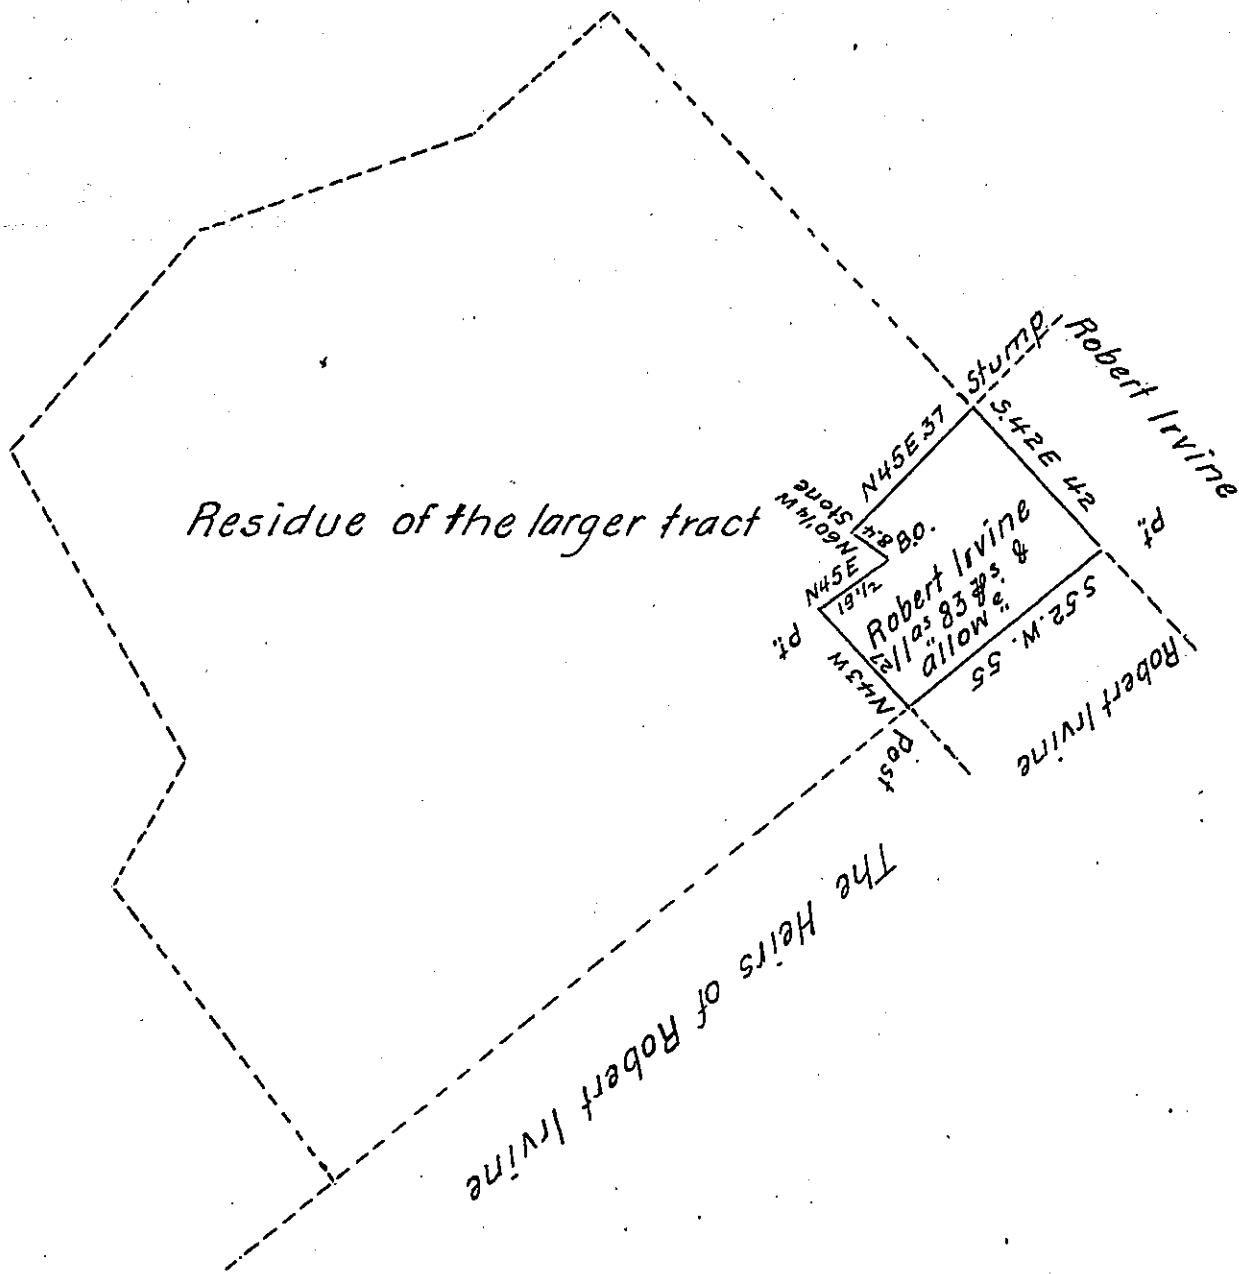 Stump
Robert Irvine
N45E 37
S.42E 42
Residue of the larger tract
Stone
N60¼W
8.4
B.O.
pt.
N45E
19½
Robert Irvine
11 as 83 ps. &
allow. ..
S.52.W. 55
pt.
N43W
27
Post
Robert Irvine
The Heirs of Robert Irvine